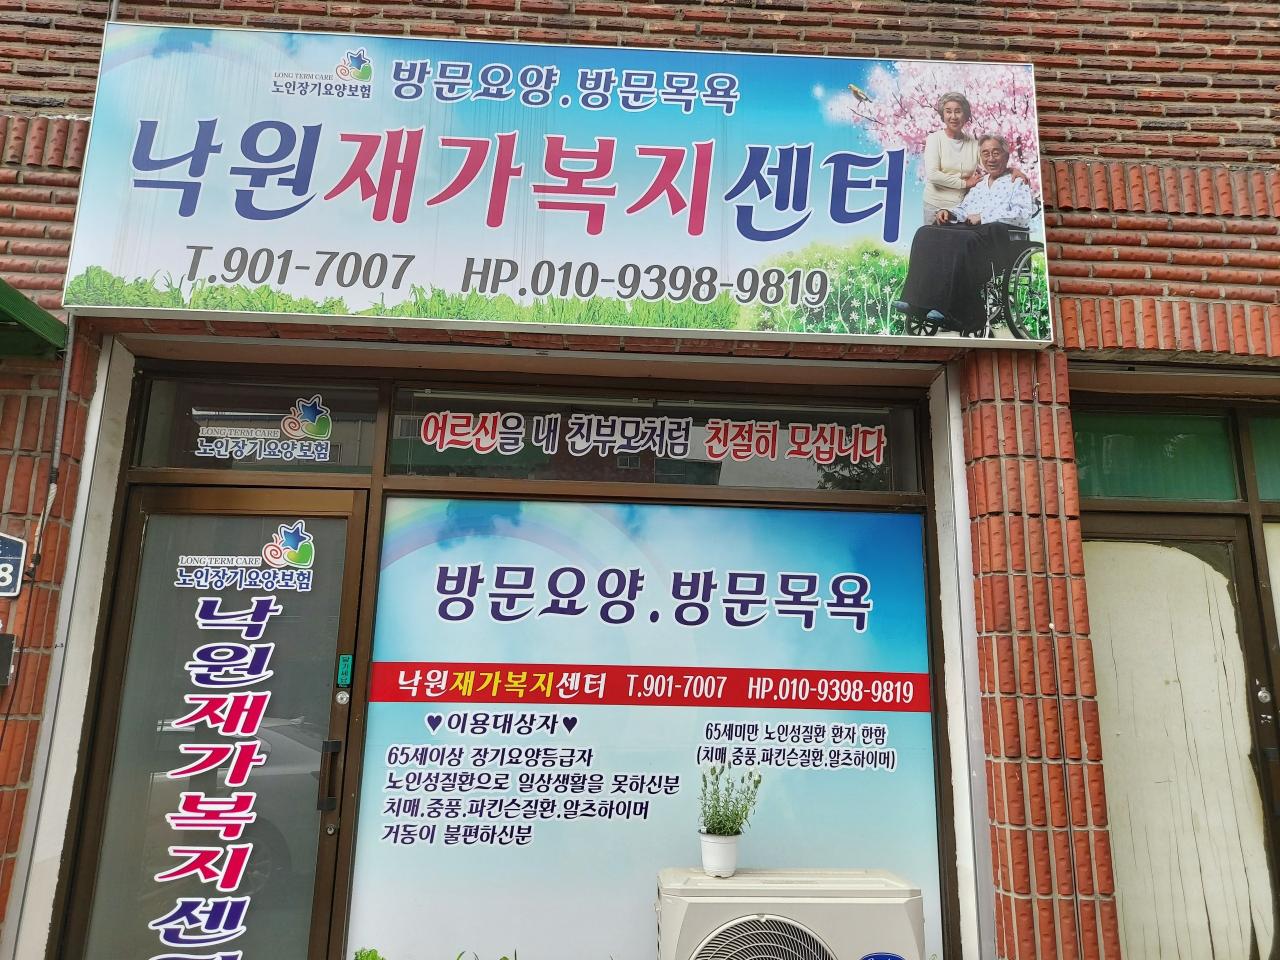 LONG TERM CARE
노인장기요양보험
방문요양.방문목욕
낙원재가복지센터
T.901-7007 HP.010-9398-9819
LONG TERM CARE
노인장기요양보험
어르신을 내 친부모처럼 친절히 모십니다
LONG TERM CARE
노인장기요양보험
낙원재가복지센
방문요양.방문목욕
낙원재가복지센터 T.901-7007 HP.010-9398-9819
♥이용대상자♥
65세이상 장기요양등급자
노인성질환으로 일상생활을 못하신분
치매.중풍.파킨슨질환.알츠하이머
거동이 불편하신분
65세미만 노인성질환 환자 한함
(치매.중풍.파킨슨질환.알츠하이머)
8